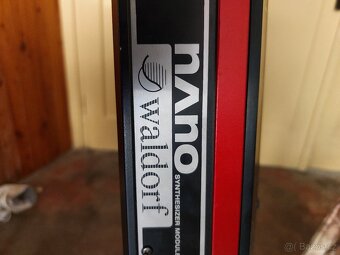 nano
SYNTHESIZER MODULE
waldorf